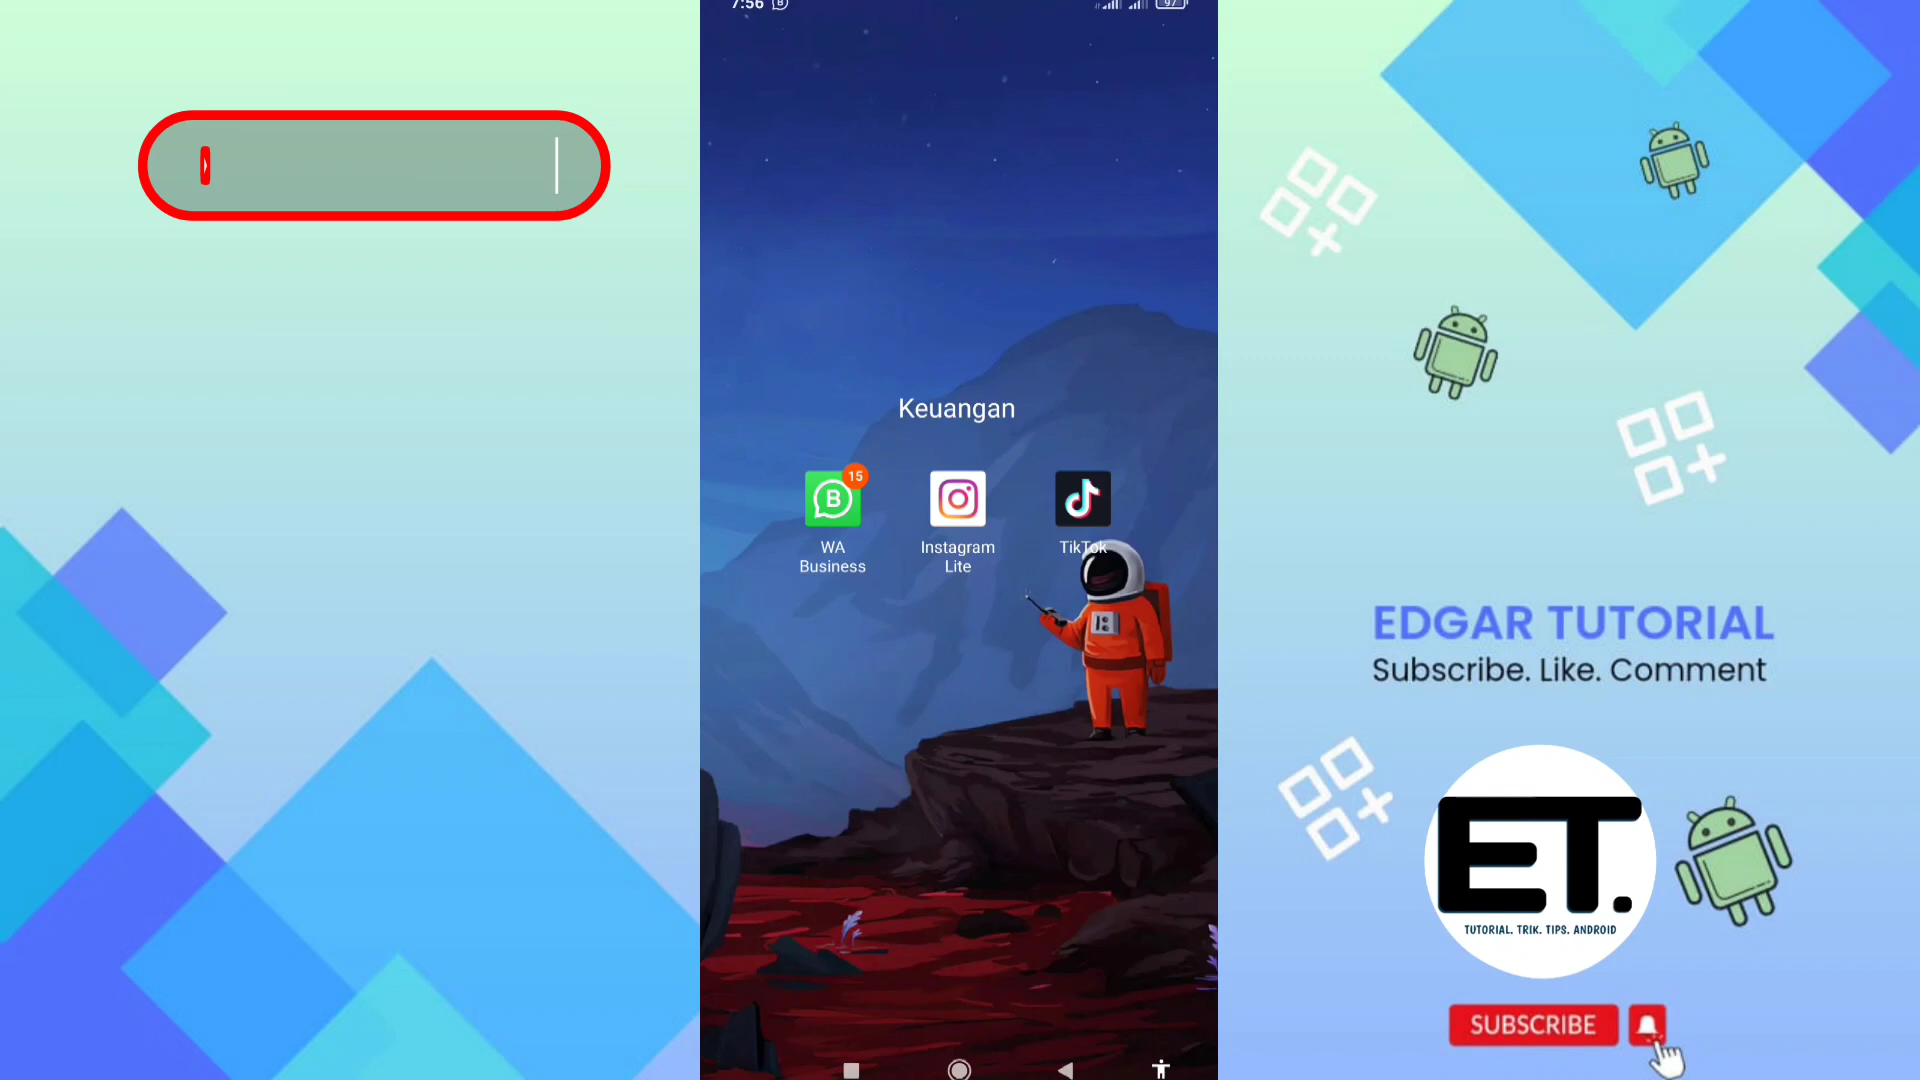 7:56
97
Keuangan
15
WA
Business
Instagram
Lite
TikTok
EDGAR TUTORIAL
Subscribe. Like. Comment
ET.
TUTORIAL. TRIK. TIPS. ANDROID
SUBSCRIBE